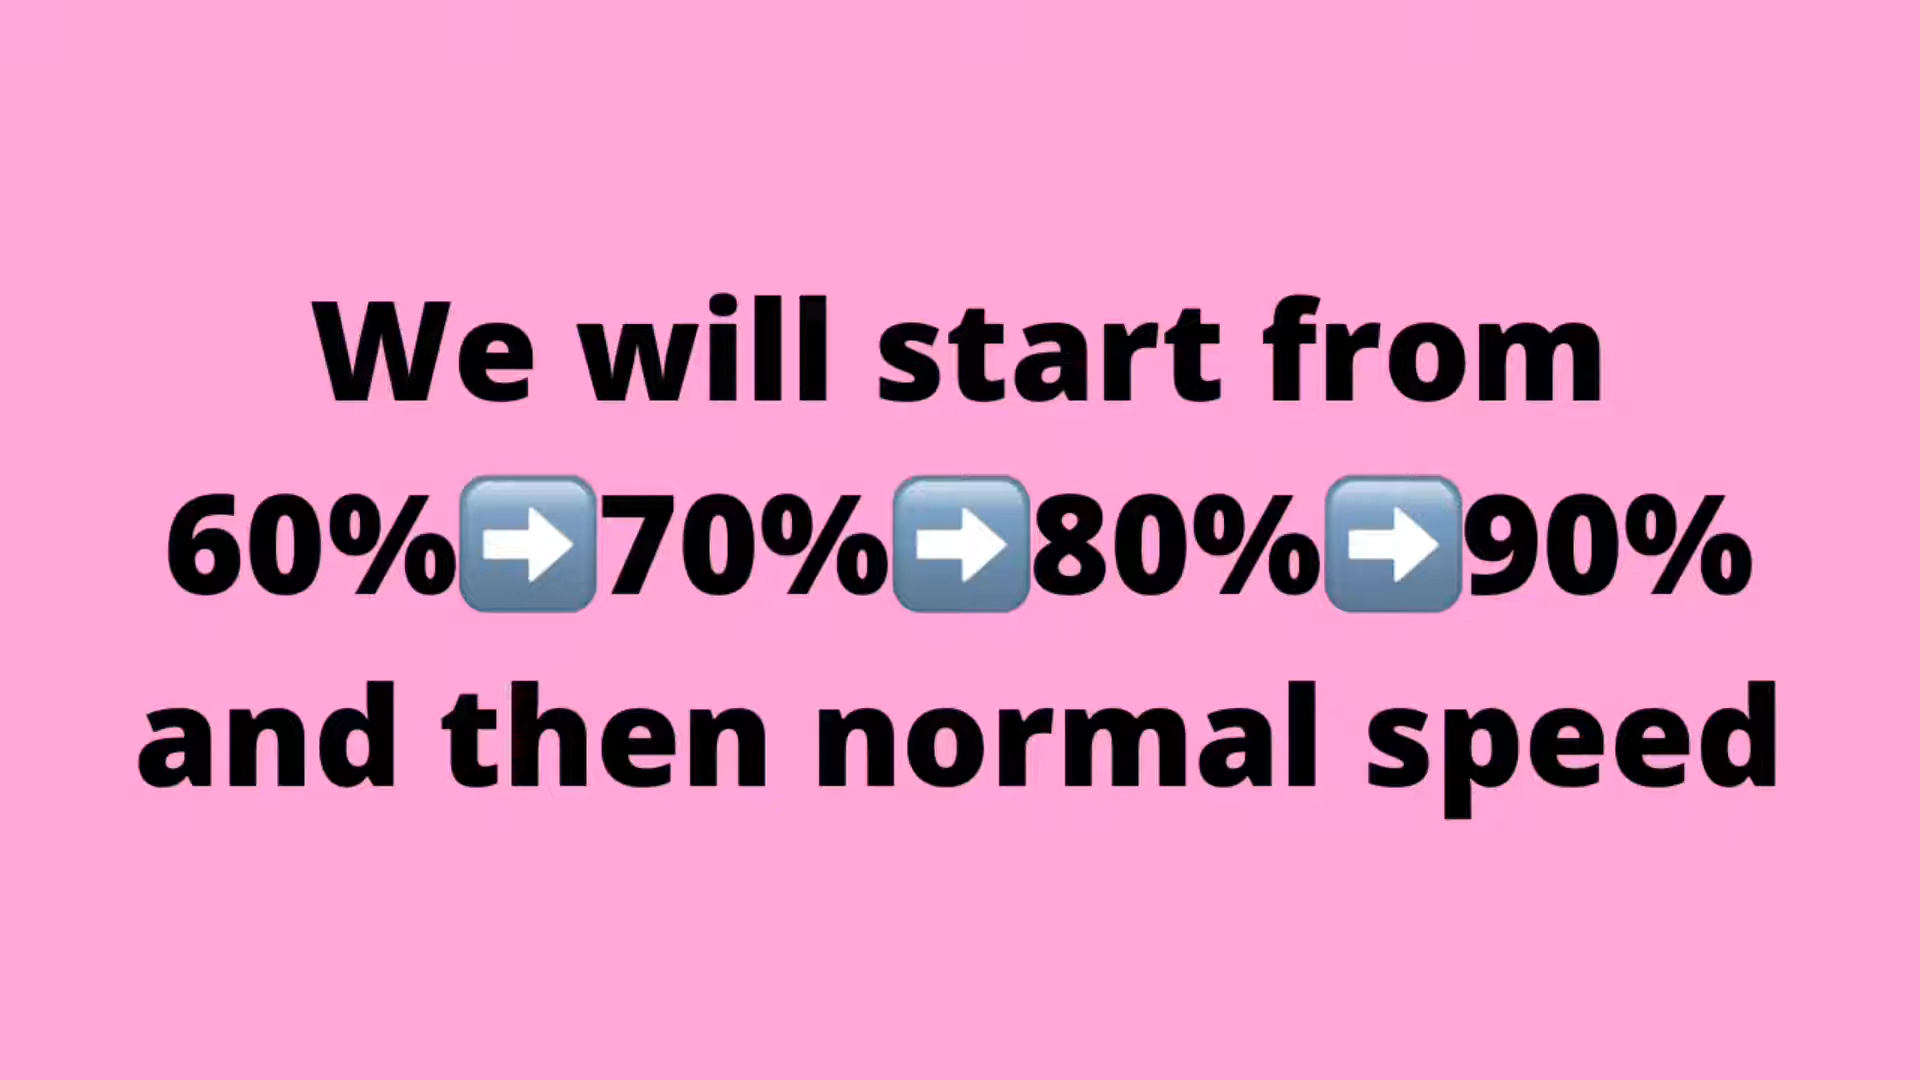 We will start from
60%➡️70%➡️80%➡️90%
and then normal speed